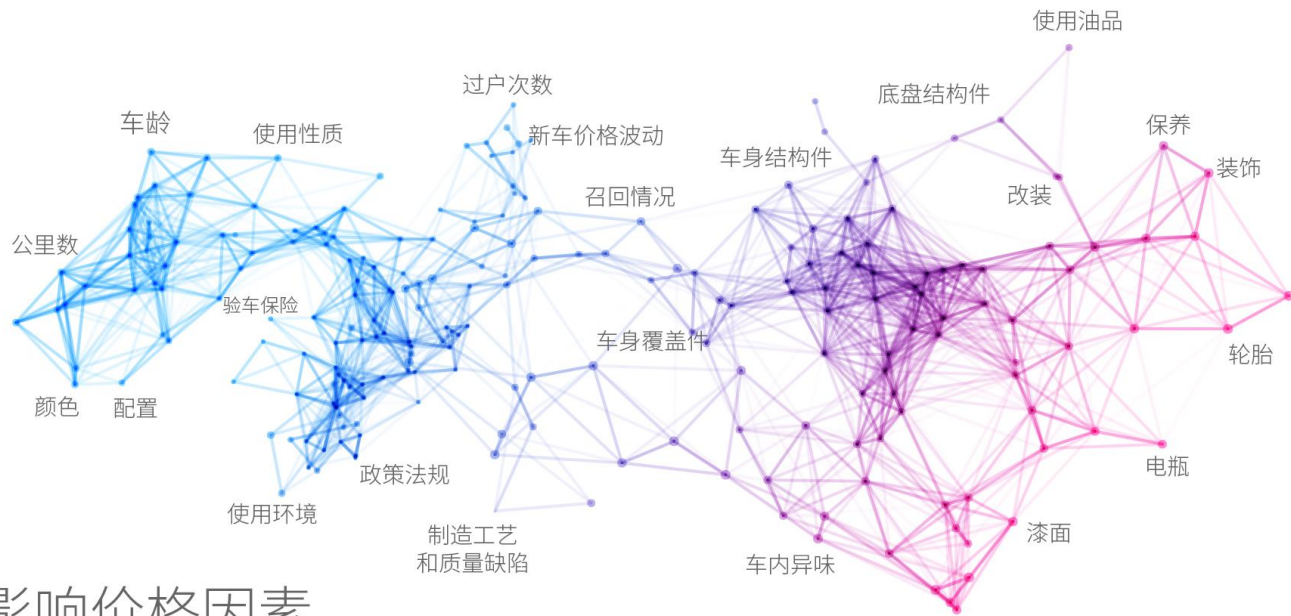 使用油品
过户次数
底盘结构件
车龄
使用性质
新车价格波动
保养
车身结构件
装饰
召回情况
改装
公里数
验车保险
车身覆盖件
轮胎
颜色
配置
政策法规
电瓶
使用环境
制造工艺
和质量缺陷
漆面
车内异味
影响价格因素